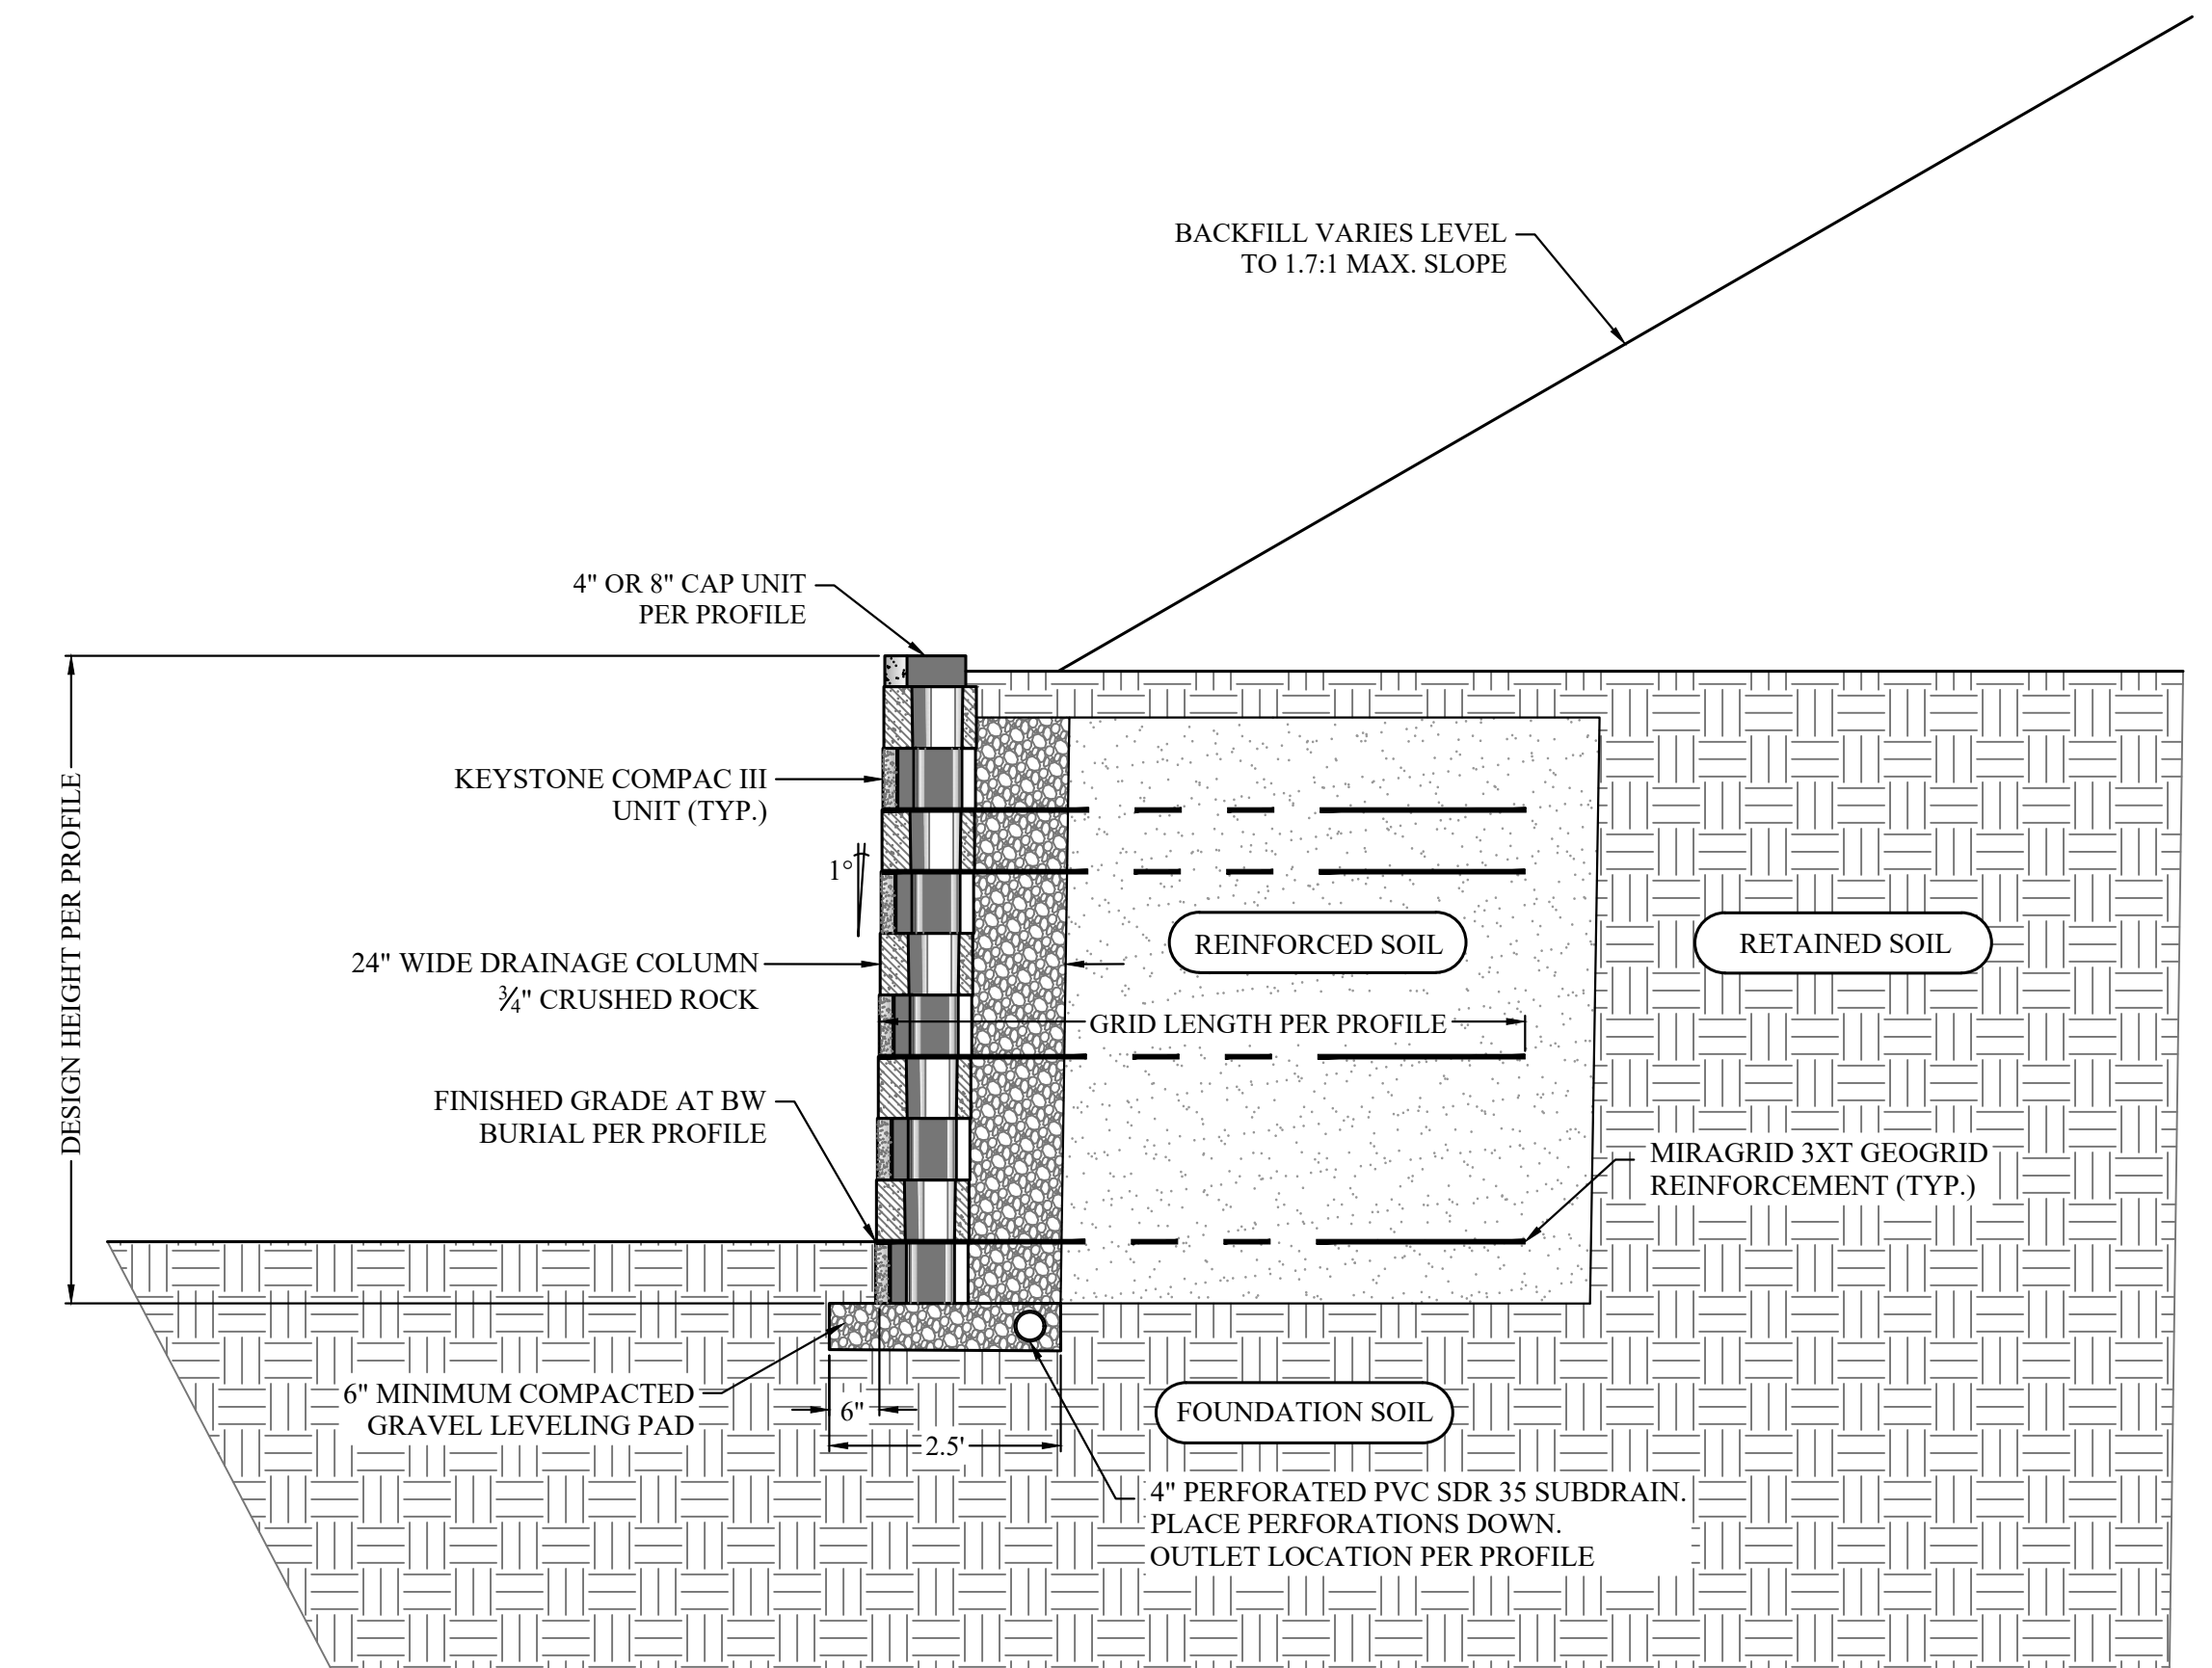 BACKFILL VARIES LEVEL
TO 1.7:1 MAX. SLOPE
4" OR 8" CAP UNIT
PER PROFILE
DESIGN HEIGHT PER PROFILE
KEYSTONE COMPAC III
UNIT (TYP.)
1°
24" WIDE DRAINAGE COLUMN
¾" CRUSHED ROCK
REINFORCED SOIL
RETAINED SOIL
GRID LENGTH PER PROFILE
FINISHED GRADE AT BW
BURIAL PER PROFILE
MIRAGRID 3XT GEOGRID
REINFORCEMENT (TYP.)
6" MINIMUM COMPACTED
GRAVEL LEVELING PAD
6"
2.5'
FOUNDATION SOIL
4" PERFORATED PVC SDR 35 SUBDRAIN.
PLACE PERFORATIONS DOWN.
OUTLET LOCATION PER PROFILE